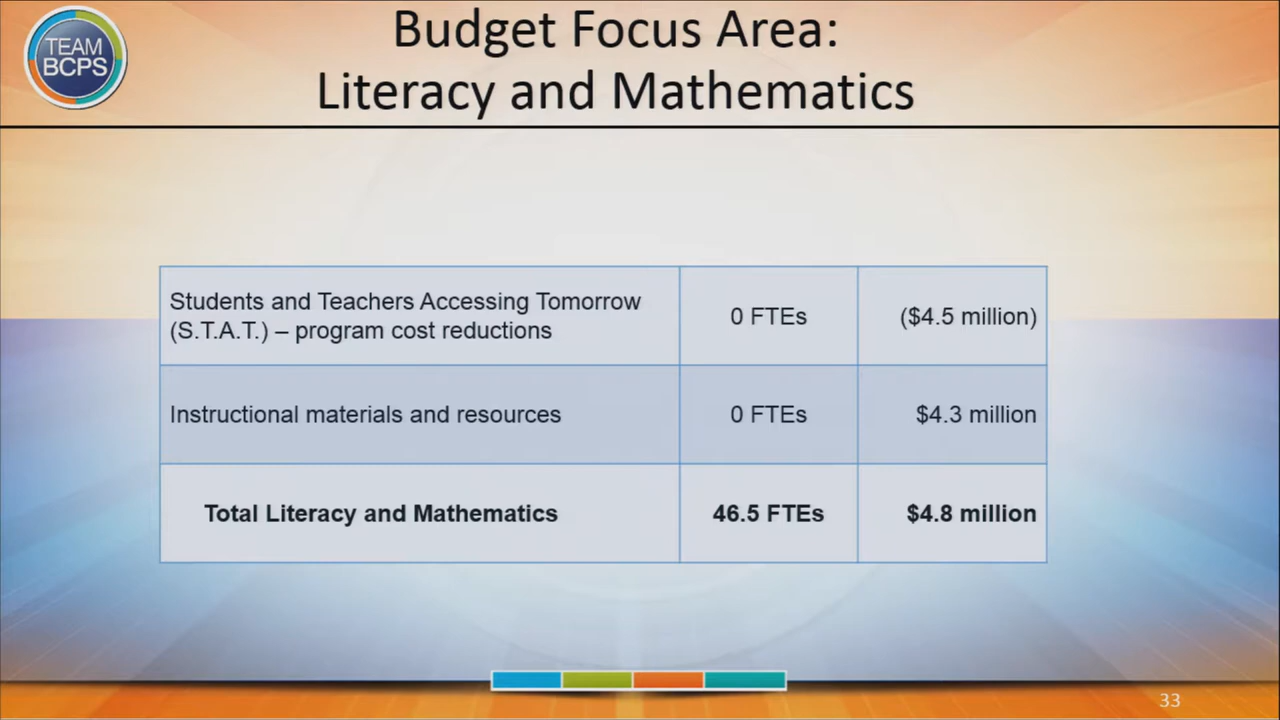 TEAM
BCPS
Budget Focus Area:
Literacy and Mathematics
Students and Teachers Accessing Tomorrow
(S.T.A.T.) – program cost reductions
0 FTEs
($4.5 million)
Instructional materials and resources
0 FTEs
$4.3 million
Total Literacy and Mathematics
46.5 FTEs
$4.8 million
33